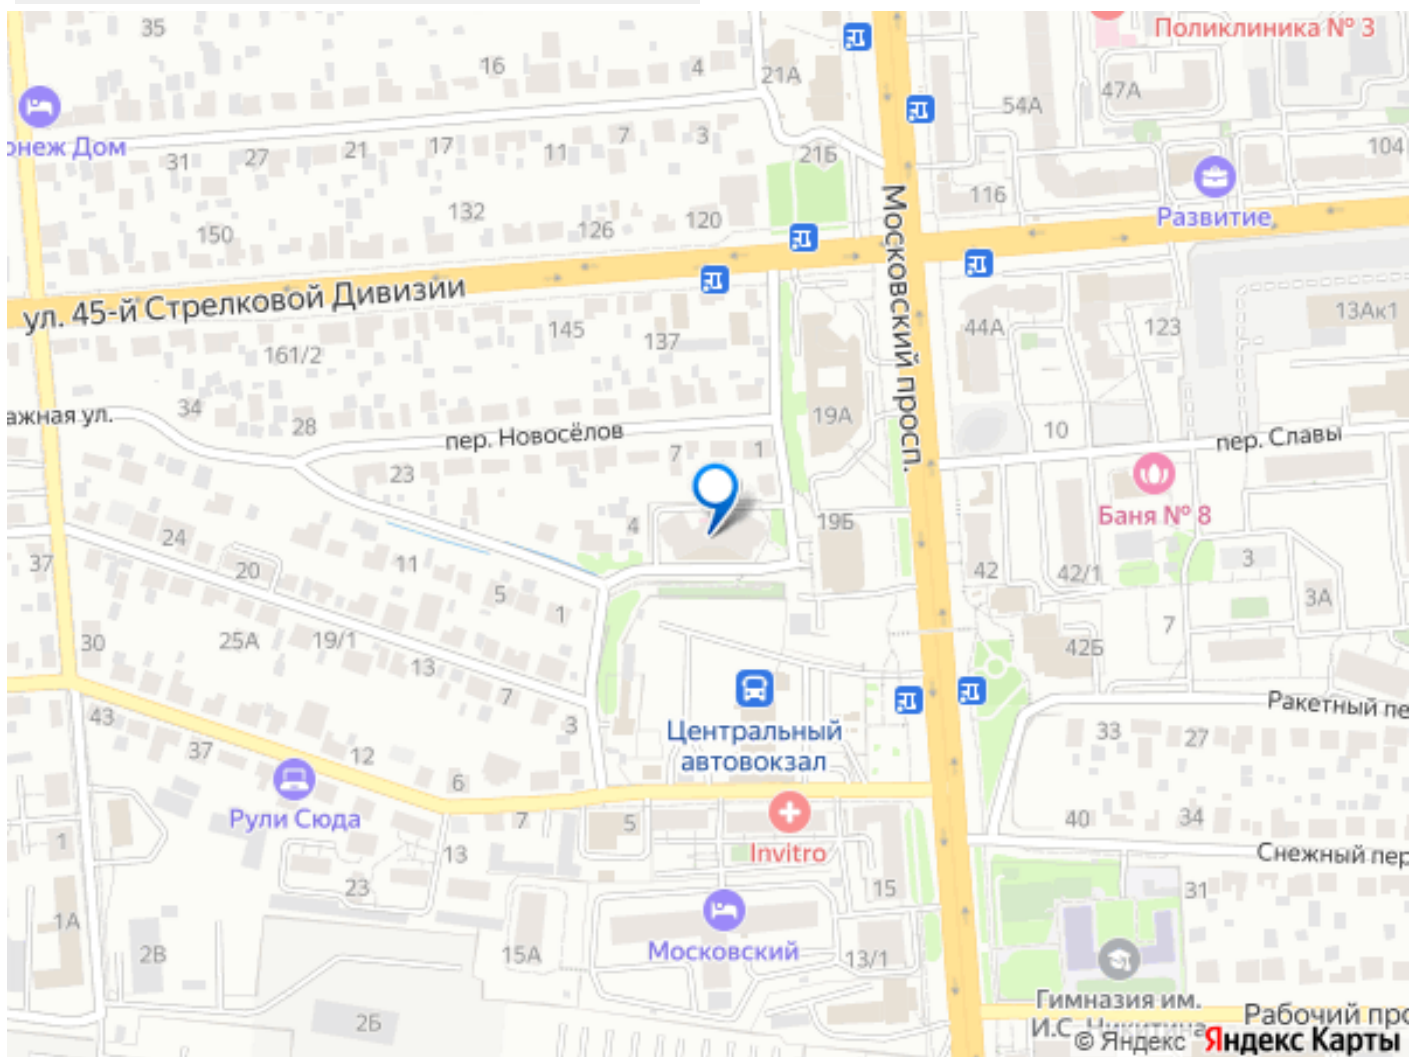 35
Поликлиника № 3
16
4
21А
47А
54А
онеж Дом
31
27
21
17
11
7
3
21Б
104
116
Развитие
132
150
126
120
Московский просп.
ул. 45-й Стрелковой Дивизии
161/2
145
137
44А
123
13Ак1
ажная ул.
34
28
пер. Новосёлов
7
1
19А
10
пер. Славы
23
4
19Б
Баня № 8
37
24
20
11
5
1
42
42/1
3
3А
30
25А
19/1
13
7
3
42Б
7
Центральный
автовокзал
Ракетный пе
43
37
12
6
33
27
Рули Сюда
7
5
Invitro
40
34
Снежный пер
1
13
23
15
31
1А
2В
15А
Московский
13/1
2Б
Гимназия им.
И.С. Никитина
Рабочий про
© Яндекс Яндекс Карты